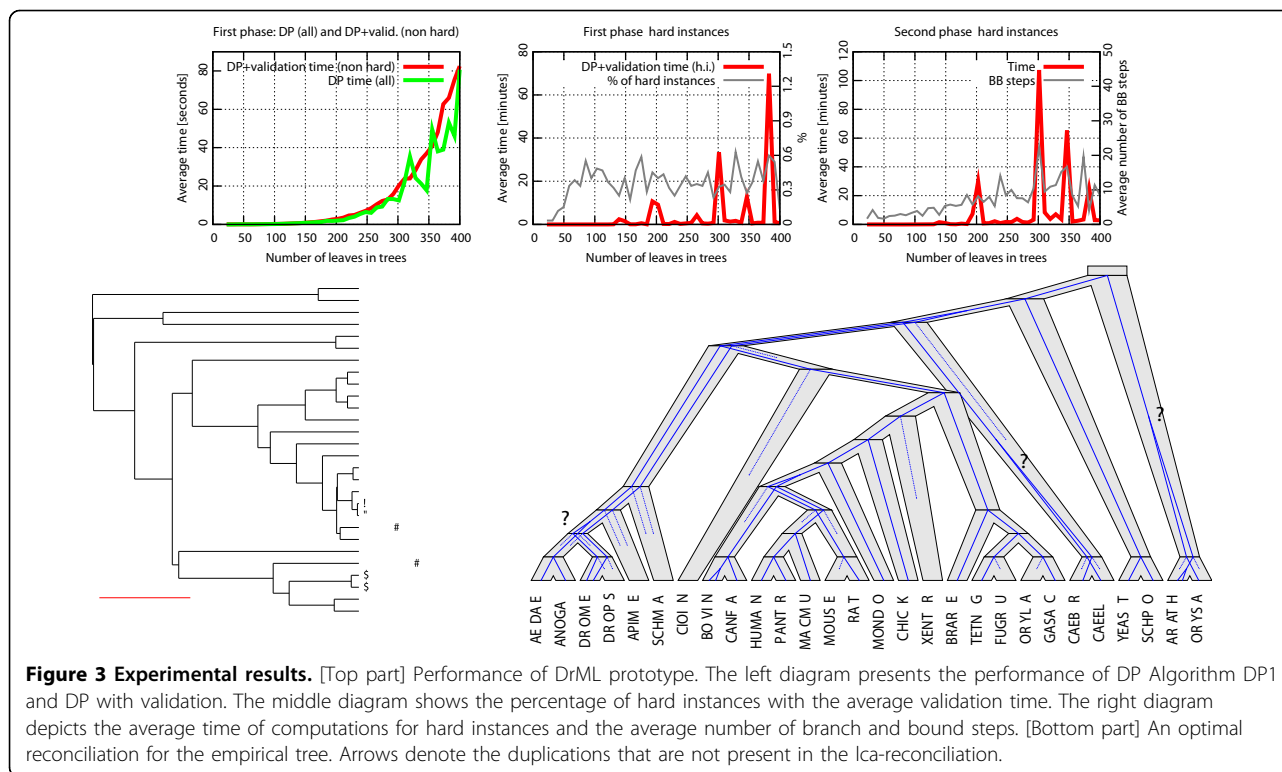 First phase: DP (all) and DP+valid. (non hard)
DP+validation time (non hard)
DP time (all)
Average time [seconds]
80
60
40
20
0
0 50 100 150 200 250 300 350 400
Number of leaves in trees
First phase hard instances
DP+validation time (h.i.)
% of hard instances
Average time [minutes]
80
60
40
20
0
1.5
1.2
0.9
0.6
0.3
0
%
0 50 100 150 200 250 300 350 400
Number of leaves in trees
Second phase hard instances
Time
BB steps
Average time [minutes]
120
100
80
60
40
20
0
50
40
30
20
10
0
Average number of BB steps
0 50 100 150 200 250 300 350 400
Number of leaves in trees
!
"
#
#
$
$
?
?
?
AE DA E
ANOGA
DR OM E
DR OP S
APIM E
SCHM A
CIOI N
BO VI N
CANF A
HUMA N
PANT R
MA CM U
MOUS E
RA T
MOND O
CHIC K
XENT R
BRAR E
TETN G
FUGR U
OR YL A
GASA C
CAEB R
CAEEL
YEAS T
SCHP O
AR AT H
OR YS A
Figure 3 Experimental results. [Top part] Performance of DrML prototype. The left diagram presents the performance of DP Algorithm DP1
and DP with validation. The middle diagram shows the percentage of hard instances with the average validation time. The right diagram
depicts the average time of computations for hard instances and the average number of branch and bound steps. [Bottom part] An optimal
reconciliation for the empirical tree. Arrows denote the duplications that are not present in the lca-reconciliation.